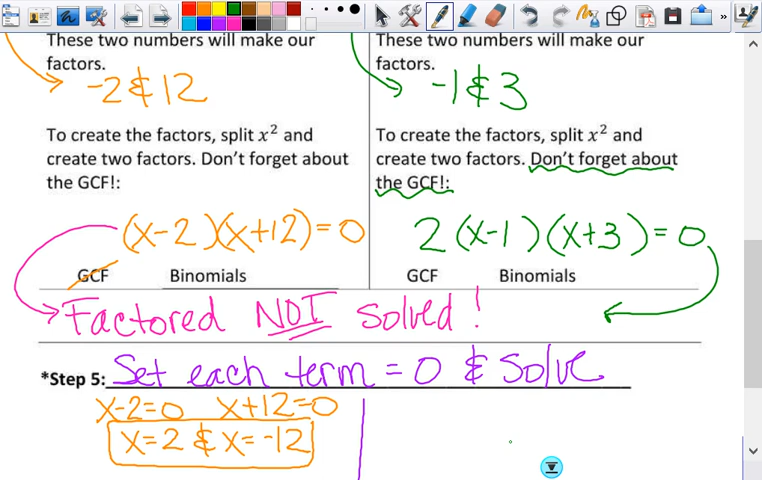 These two numbers will make our
factors.
-2 & 12
To create the factors, split x² and
create two factors. Don't forget about
the GCF!:
(x-2)(x+12)=0
GCF Binomials
These two numbers will make our
factors.
-1 & 3
To create the factors, split x² and
create two factors. Don't forget about
the GCF!:
2(x-1)(x+3)=0
GCF Binomials
Factored NOT solved!
*Step 5: Set each term = 0 & Solve
x-2=0 x+12=0
x=2 & x=-12